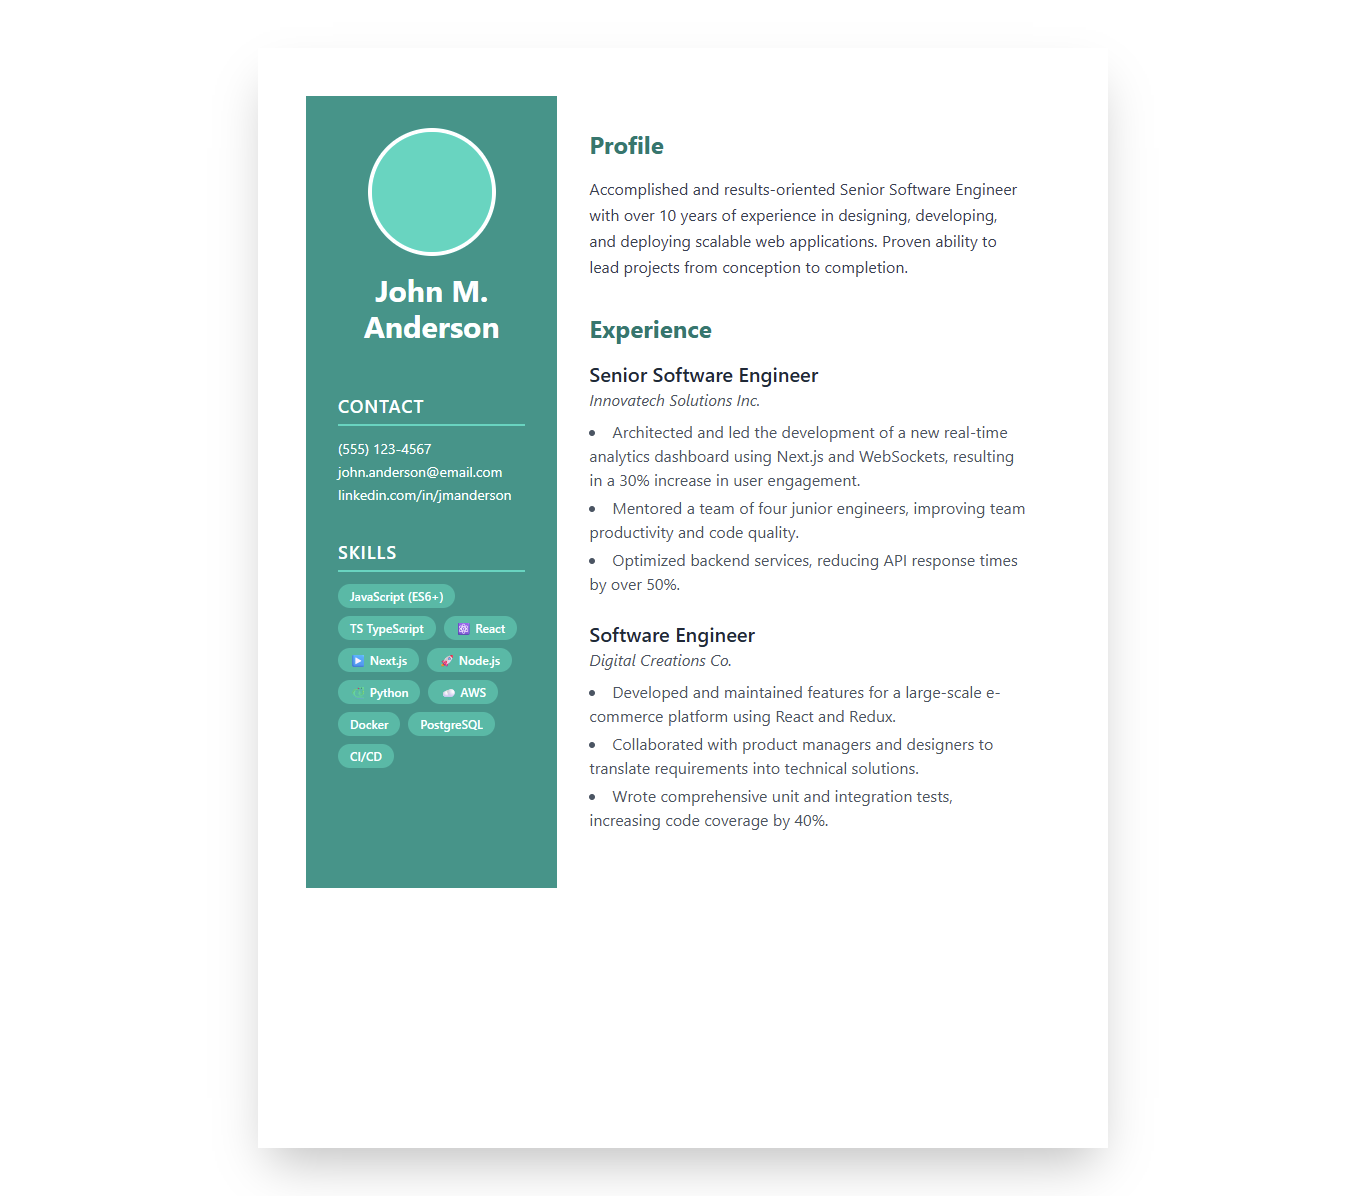 John M.
Anderson
CONTACT
(555) 123-4567
john.anderson@email.com
linkedin.com/in/jmanderson
SKILLS
JavaScript (ES6+)
TS TypeScript ⚛️ React
▶️ Next.js 🚀 Node.js
🐍 Python ☁️ AWS
Docker PostgreSQL
CI/CD
Profile
Accomplished and results-oriented Senior Software Engineer
with over 10 years of experience in designing, developing,
and deploying scalable web applications. Proven ability to
lead projects from conception to completion.
Experience
Senior Software Engineer
Innovatech Solutions Inc.
• Architected and led the development of a new real-time
analytics dashboard using Next.js and WebSockets, resulting
in a 30% increase in user engagement.
• Mentored a team of four junior engineers, improving team
productivity and code quality.
• Optimized backend services, reducing API response times
by over 50%.
Software Engineer
Digital Creations Co.
• Developed and maintained features for a large-scale e-
commerce platform using React and Redux.
• Collaborated with product managers and designers to
translate requirements into technical solutions.
• Wrote comprehensive unit and integration tests,
increasing code coverage by 40%.